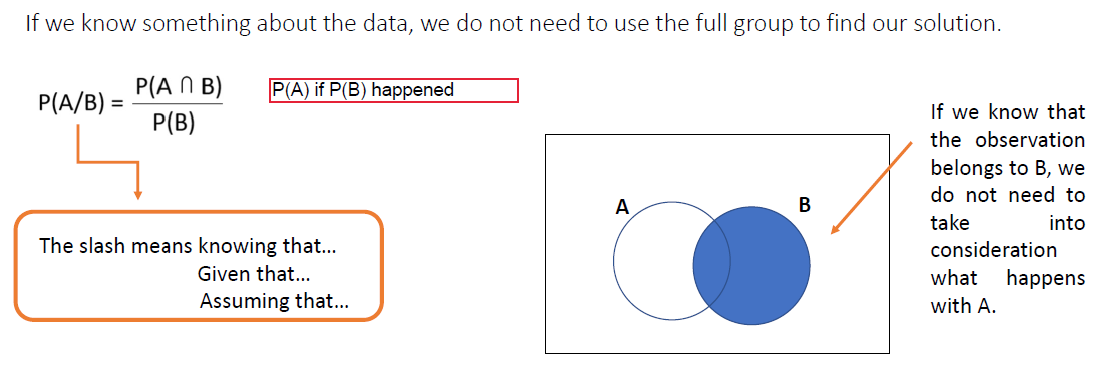 If we know something about the data, we do not need to use the full group to find our solution.
P(A/B) = P(A ∩ B)
P(B)
P(A) if P(B) happened
The slash means knowing that...
Given that...
Assuming that...
A
B
If we know that
the observation
belongs to B, we
do not need to
take into
consideration
what happens
with A.